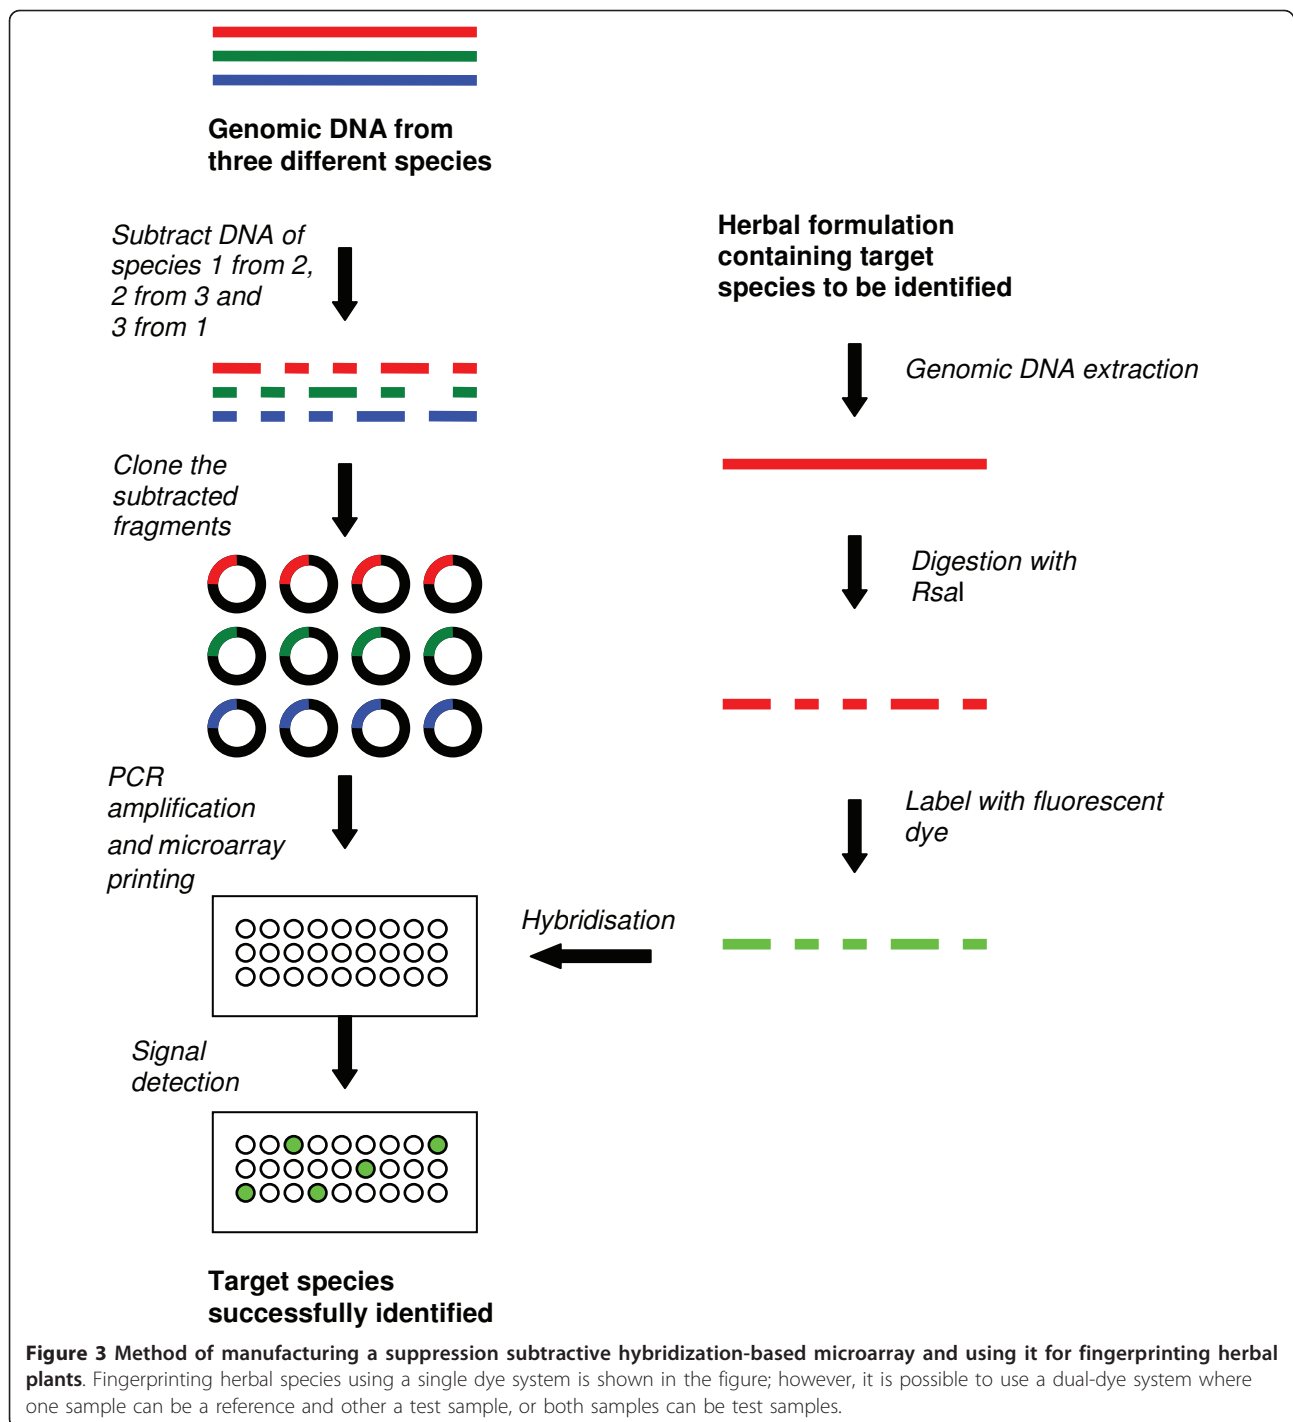 Genomic DNA from
three different species
Subtract DNA of
species 1 from 2,
2 from 3 and
3 from 1
Clone the
subtracted
fragments
PCR
amplification
and microarray
printing
Herbal formulation
containing target
species to be identified
Genomic DNA extraction
Digestion with
RsaI
Label with fluorescent
dye
Hybridisation
Signal
detection
Target species
successfully identified
Figure 3 Method of manufacturing a suppression subtractive hybridization-based microarray and using it for fingerprinting herbal
plants. Fingerprinting herbal species using a single dye system is shown in the figure; however, it is possible to use a dual-dye system where
one sample can be a reference and other a test sample, or both samples can be test samples.